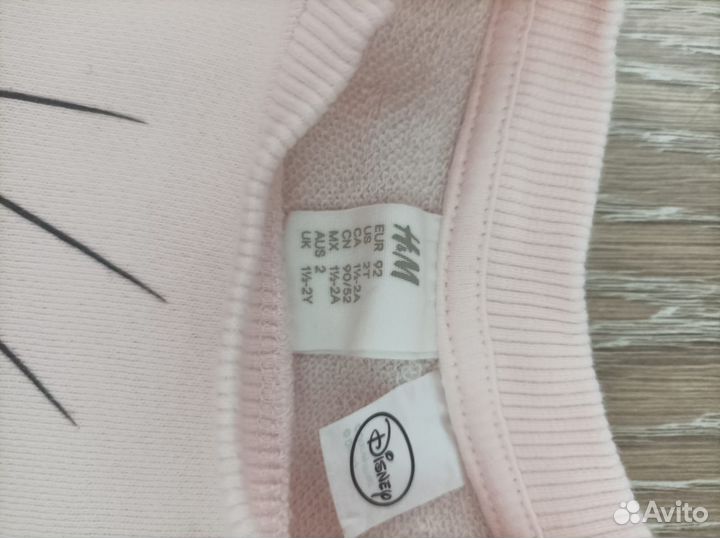 H&M
EUR 92
US 2T
CA 1½-2A
CN 90/52
MX 1½-2A
AUS 2
UK 1½-2Y
Disney
Avito